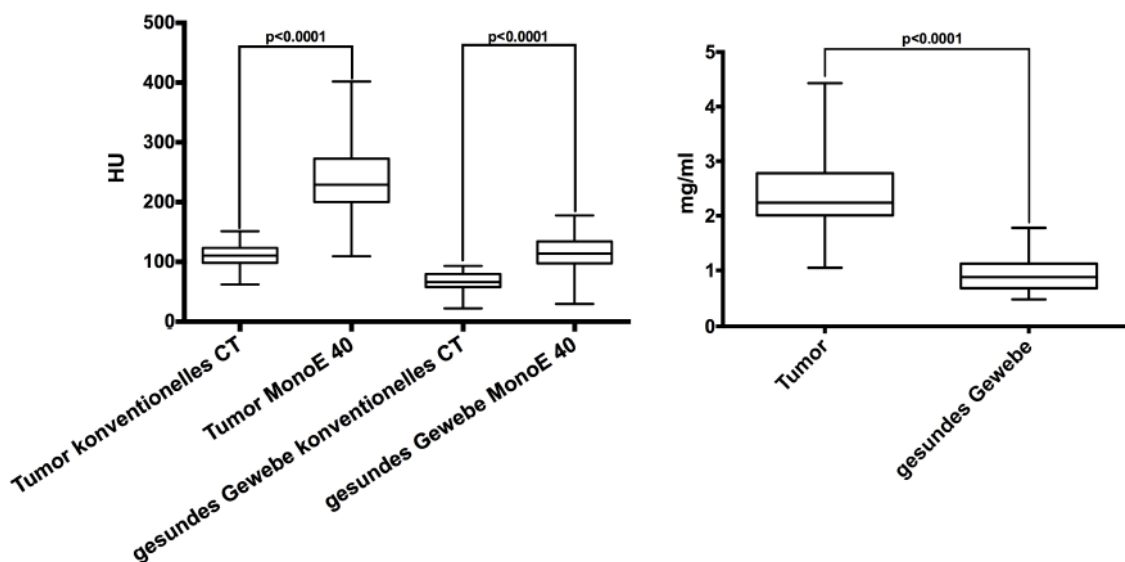 500
400
300
200
100
0
HU
p<0.0001
p<0.0001
Tumor konventionelles CT
Tumor MonoE 40
gesundes Gewebe konventionelles CT
gesundes Gewebe MonoE 40
5
4
3
2
1
0
mg/ml
p<0.0001
Tumor
gesundes Gewebe